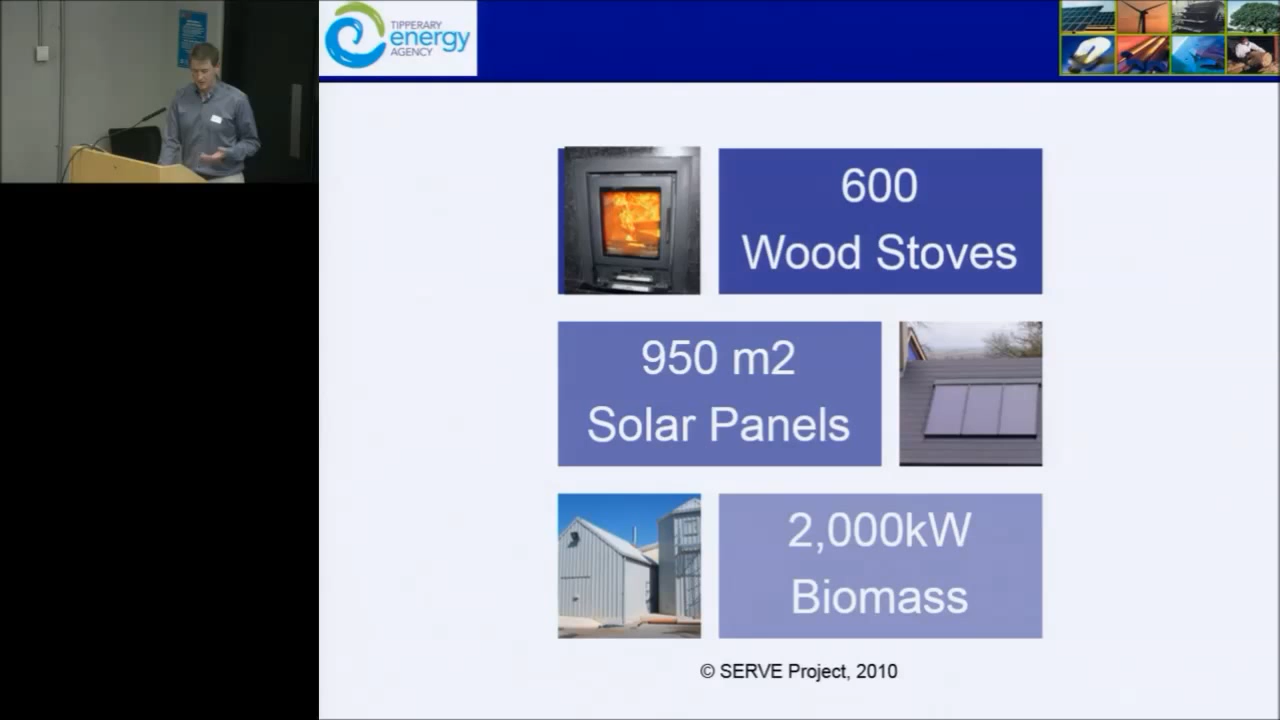 TIPPERARY
energy
AGENCY
600
Wood Stoves
950 m2
Solar Panels
2,000kW
Biomass
© SERVE Project, 2010